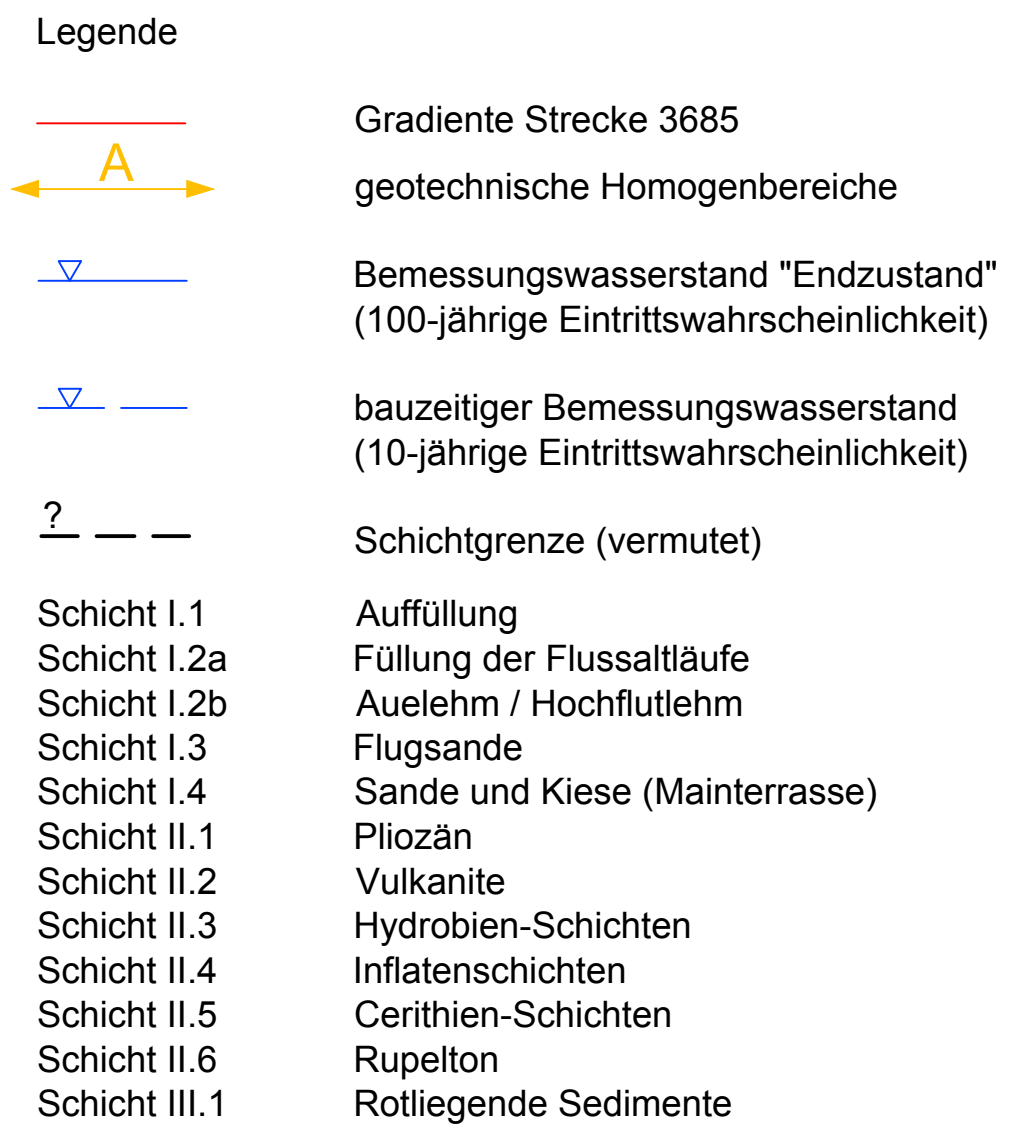 Legende
Gradiente Strecke 3685
A
geotechnische Homogenbereiche
Bemessungswasserstand "Endzustand"
(100-jährige Eintrittswahrscheinlichkeit)
bauzeitiger Bemessungswasserstand
(10-jährige Eintrittswahrscheinlichkeit)
?
Schichtgrenze (vermutet)
Schicht I.1 Auffüllung
Schicht I.2a Füllung der Flussaltläufe
Schicht I.2b Auelehm / Hochflutlehm
Schicht I.3 Flugsande
Schicht I.4 Sande und Kiese (Mainterrasse)
Schicht II.1 Pliozän
Schicht II.2 Vulkanite
Schicht II.3 Hydrobien-Schichten
Schicht II.4 Inflatenschichten
Schicht II.5 Cerithien-Schichten
Schicht II.6 Rupelton
Schicht III.1 Rotliegende Sedimente